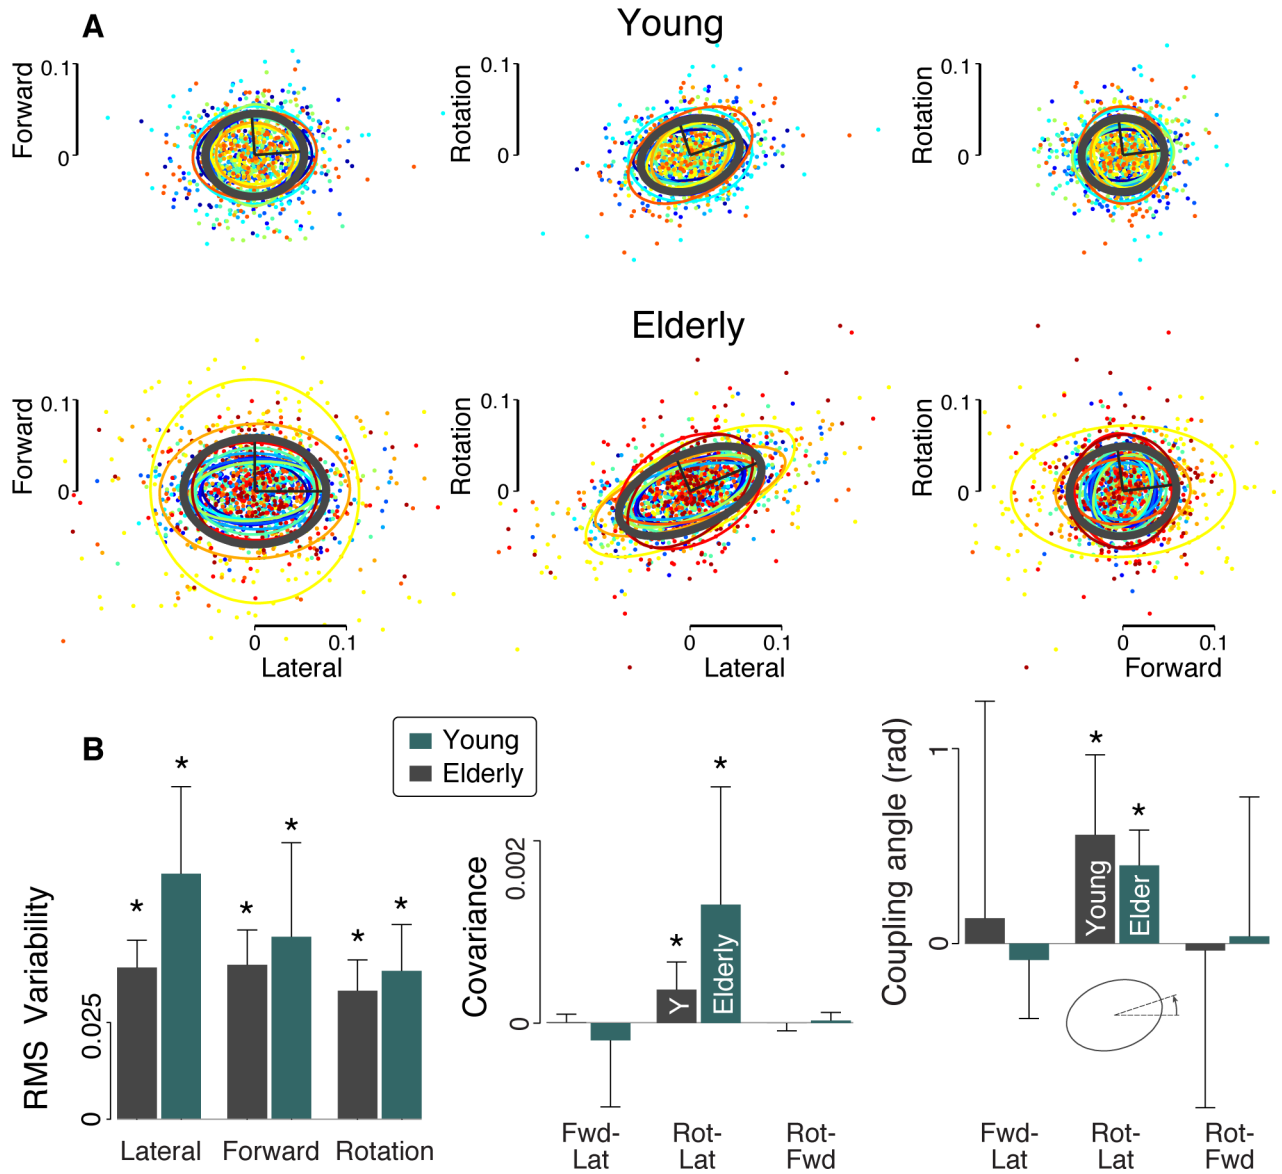 A
Young
Forward
0.1
0
Rotation
0.1
0
Rotation
0.1
0
Elderly
Forward
0.1
0
Rotation
0.1
0
Rotation
0.1
0
0 0.1
Lateral
0 0.1
Lateral
0 0.1
Forward
B
Young
Elderly
RMS Variability
0.025
0
* * * * * *
Lateral Forward Rotation
Covariance
0.002
0
* *
Y
Elderly
Fwd-
Lat
Rot-
Lat
Rot-
Fwd
Coupling angle (rad)
1
0
* *
Young
Elder
Fwd-
Lat
Rot-
Lat
Rot-
Fwd